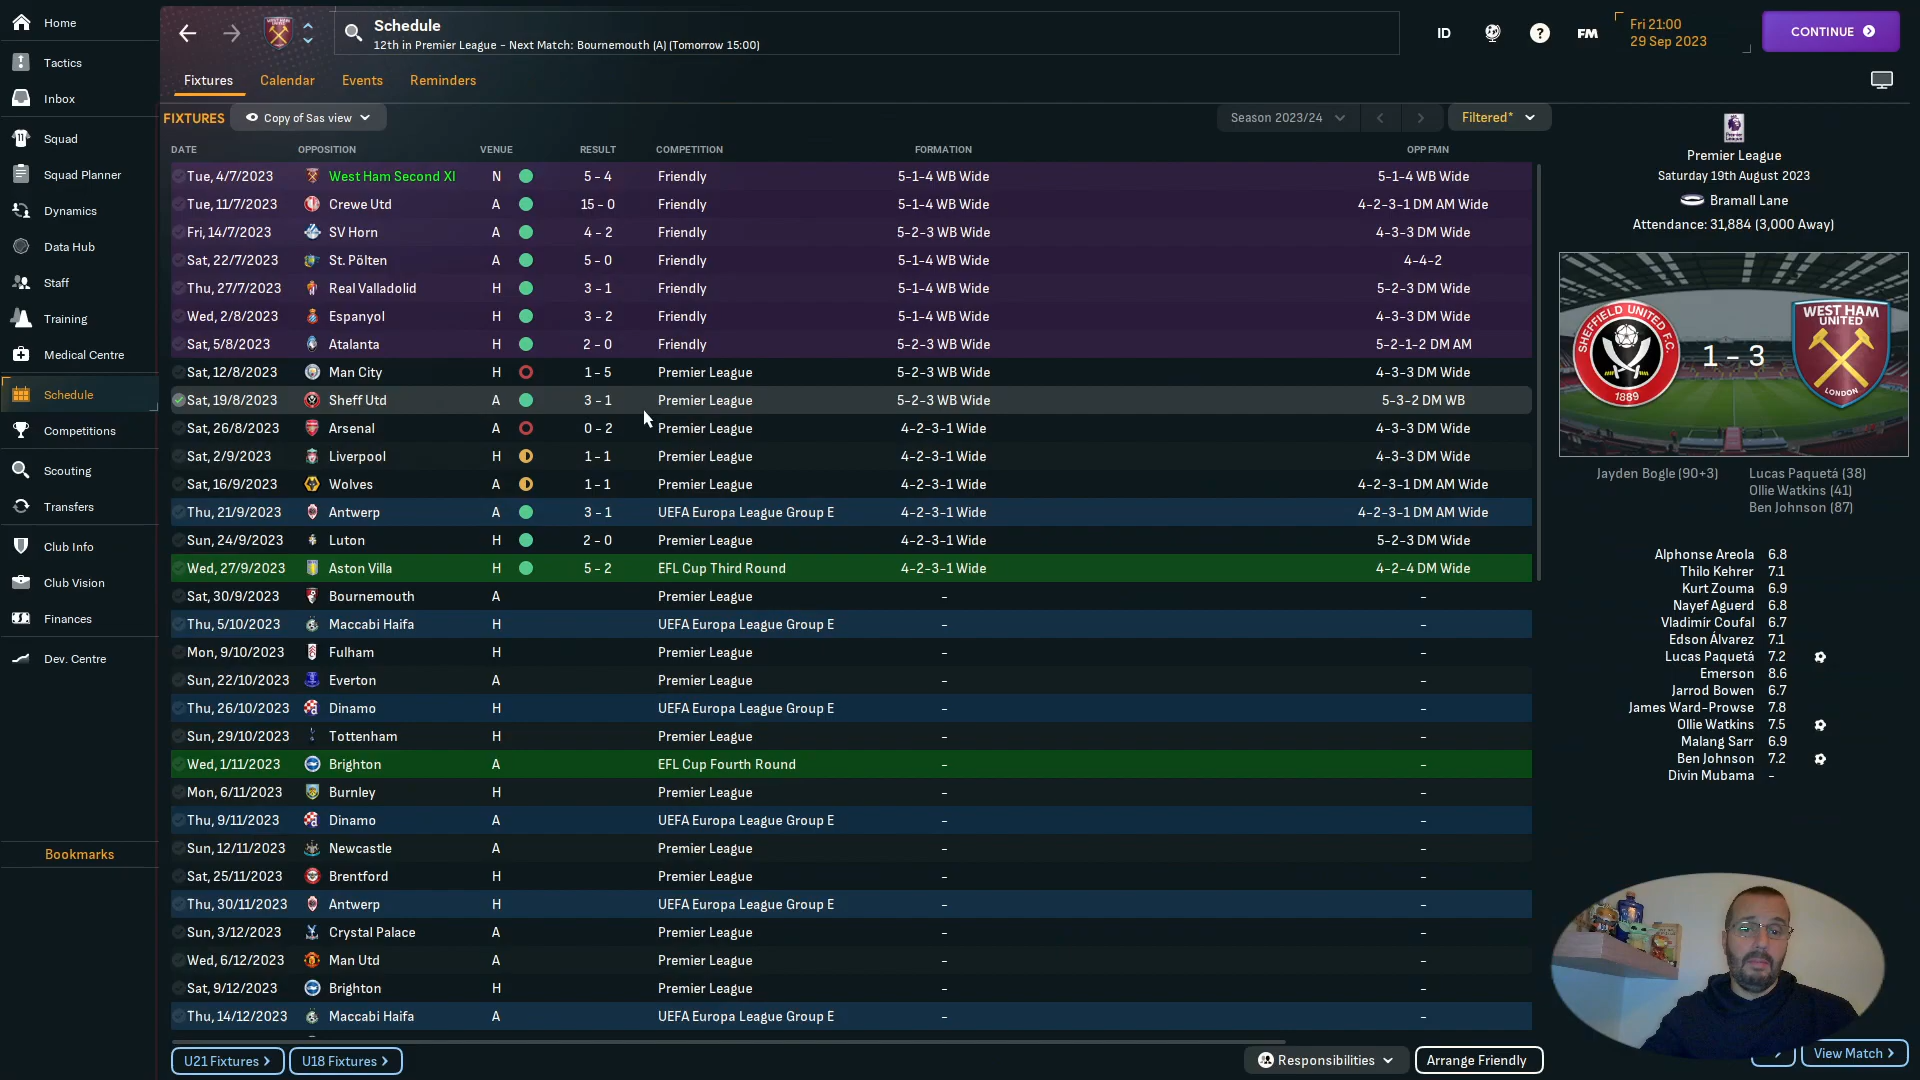 Home
Tactics
Inbox
Squad
Squad Planner
Dynamics
Data Hub
Staff
Training
Medical Centre
Schedule
Competitions
Scouting
Transfers
Club Info
Club Vision
Finances
Dev. Centre
Bookmarks
Schedule
12th in Premier League - Next Match: Bournemouth (A) (Tomorrow 15:00)
ID
?
FM
Fri 21:00
29 Sep 2023
CONTINUE
Fixtures Calendar Events Reminders
FIXTURES Copy of Sas view Season 2023/24 Filtered*
DATE OPPOSITION VENUE RESULT COMPETITION FORMATION OPP FMN
Tue, 4/7/2023 West Ham Second XI N 5 - 4 Friendly 5-1-4 WB Wide 5-1-4 WB Wide
Tue, 11/7/2023 Crewe Utd A 15 - 0 Friendly 5-1-4 WB Wide 4-2-3-1 DM AM Wide
Fri, 14/7/2023 SV Horn A 4 - 2 Friendly 5-2-3 WB Wide 4-3-3 DM Wide
Sat, 22/7/2023 St. Pölten A 5 - 0 Friendly 5-1-4 WB Wide 4-4-2
Thu, 27/7/2023 Real Valladolid H 3 - 1 Friendly 5-1-4 WB Wide 5-2-3 DM Wide
Wed, 2/8/2023 Espanyol H 3 - 2 Friendly 5-1-4 WB Wide 4-3-3 DM Wide
Sat, 5/8/2023 Atalanta H 2 - 0 Friendly 5-2-3 WB Wide 5-2-1-2 DM AM
Sat, 12/8/2023 Man City H 1 - 5 Premier League 5-2-3 WB Wide 4-3-3 DM Wide
Sat, 19/8/2023 Sheff Utd A 3 - 1 Premier League 5-2-3 WB Wide 5-3-2 DM WB
Sat, 26/8/2023 Arsenal A 0 - 2 Premier League 4-2-3-1 Wide 4-3-3 DM Wide
Sat, 2/9/2023 Liverpool H 1 - 1 Premier League 4-2-3-1 Wide 4-3-3 DM Wide
Sat, 16/9/2023 Wolves A 1 - 1 Premier League 4-2-3-1 Wide 4-2-3-1 DM AM Wide
Thu, 21/9/2023 Antwerp A 3 - 1 UEFA Europa League Group E 4-2-3-1 Wide 4-2-3-1 DM AM Wide
Sun, 24/9/2023 Luton H 2 - 0 Premier League 4-2-3-1 Wide 5-2-3 DM Wide
Wed, 27/9/2023 Aston Villa H 5 - 2 EFL Cup Third Round 4-2-3-1 Wide 4-2-4 DM Wide
Sat, 30/9/2023 Bournemouth A Premier League - -
Thu, 5/10/2023 Maccabi Haifa H UEFA Europa League Group E - -
Mon, 9/10/2023 Fulham H Premier League - -
Sun, 22/10/2023 Everton A Premier League - -
Thu, 26/10/2023 Dinamo H UEFA Europa League Group E - -
Sun, 29/10/2023 Tottenham H Premier League - -
Wed, 1/11/2023 Brighton A EFL Cup Fourth Round - -
Mon, 6/11/2023 Burnley H Premier League - -
Thu, 9/11/2023 Dinamo A UEFA Europa League Group E - -
Sun, 12/11/2023 Newcastle A Premier League - -
Sat, 25/11/2023 Brentford H Premier League - -
Thu, 30/11/2023 Antwerp H UEFA Europa League Group E - -
Sun, 3/12/2023 Crystal Palace A Premier League - -
Wed, 6/12/2023 Man Utd A Premier League - -
Sat, 9/12/2023 Brighton H Premier League - -
Thu, 14/12/2023 Maccabi Haifa A UEFA Europa League Group E - -
U21 Fixtures U18 Fixtures Responsibilities Arrange Friendly
Premier League
Saturday 19th August 2023
Bramall Lane
Attendance: 31,884 (3,000 Away)
SHEFFIELD UNITED F.C.
1889
1 - 3
WEST HAM
UNITED
LONDON
Jayden Bogle (90+3) Lucas Paquetá (38)
Ollie Watkins (41)
Ben Johnson (87)
Alphonse Areola 6.8
Thilo Kehrer 7.1
Kurt Zouma 6.9
Nayef Aguerd 6.8
Vladimír Coufal 6.7
Edson Álvarez 7.1
Lucas Paquetá 7.2
Emerson 8.6
Jarrod Bowen 6.7
James Ward-Prowse 7.8
Ollie Watkins 7.5
Malang Sarr 6.9
Ben Johnson 7.2
Divin Mubama -
View Match